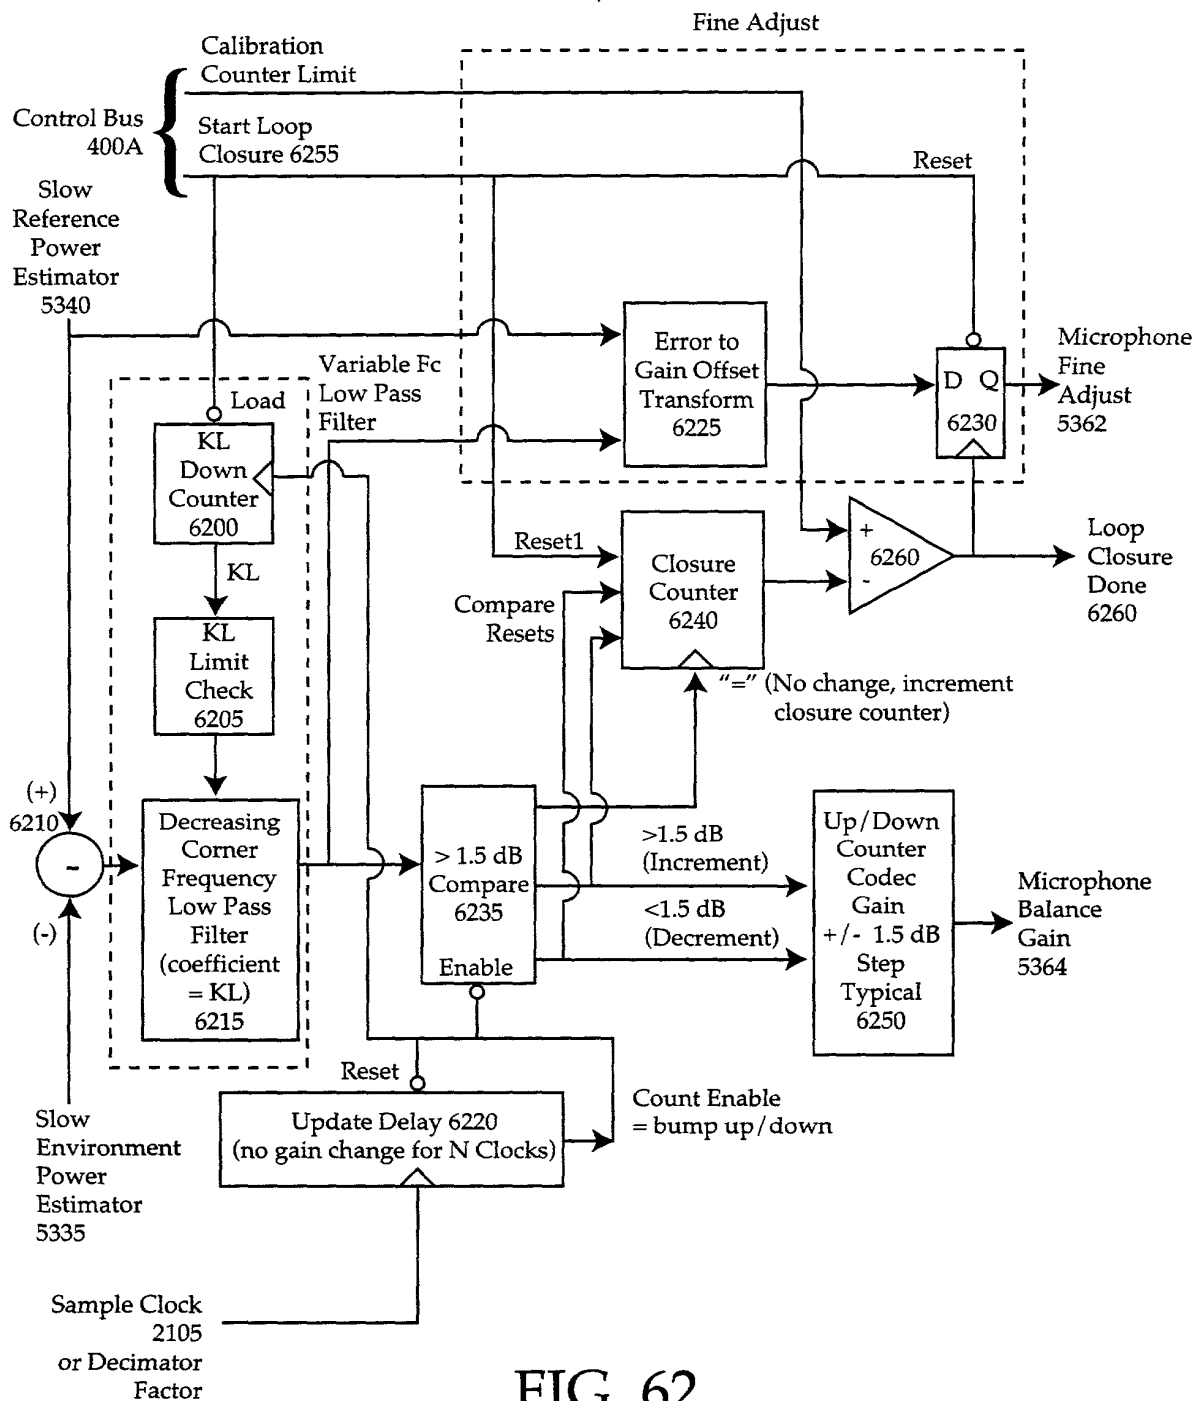 Fine Adjust
Calibration
Counter Limit
Control Bus
400A
Start Loop
Closure 6255
Reset
Slow
Reference
Power
Estimator
5340
Error to
Gain Offset
Transform
6225
D Q
6230
Microphone
Fine
Adjust
5362
Variable Fc
Low Pass
Filter
Load
KL
Down
Counter
6200
KL
KL
Limit
Check
6205
Reset1
Closure
Counter
6240
+
-
6260
Loop
Closure
Done
6260
Compare
Resets
"=" (No change, increment
closure counter)
(+)
6210
-
(-)
Decreasing
Corner
Frequency
Low Pass
Filter
(coefficient
= KL)
6215
> 1.5 dB
Compare
6235
Enable
>1.5 dB
(Increment)
<1.5 dB
(Decrement)
Up/Down
Counter
Codec
Gain
+/- 1.5 dB
Step
Typical
6250
Microphone
Balance
Gain
5364
Reset
Update Delay 6220
(no gain change for N Clocks)
Count Enable
= bump up/down
Slow
Environment
Power
Estimator
5335
Sample Clock
2105
or Decimator
Factor
FIG. 62